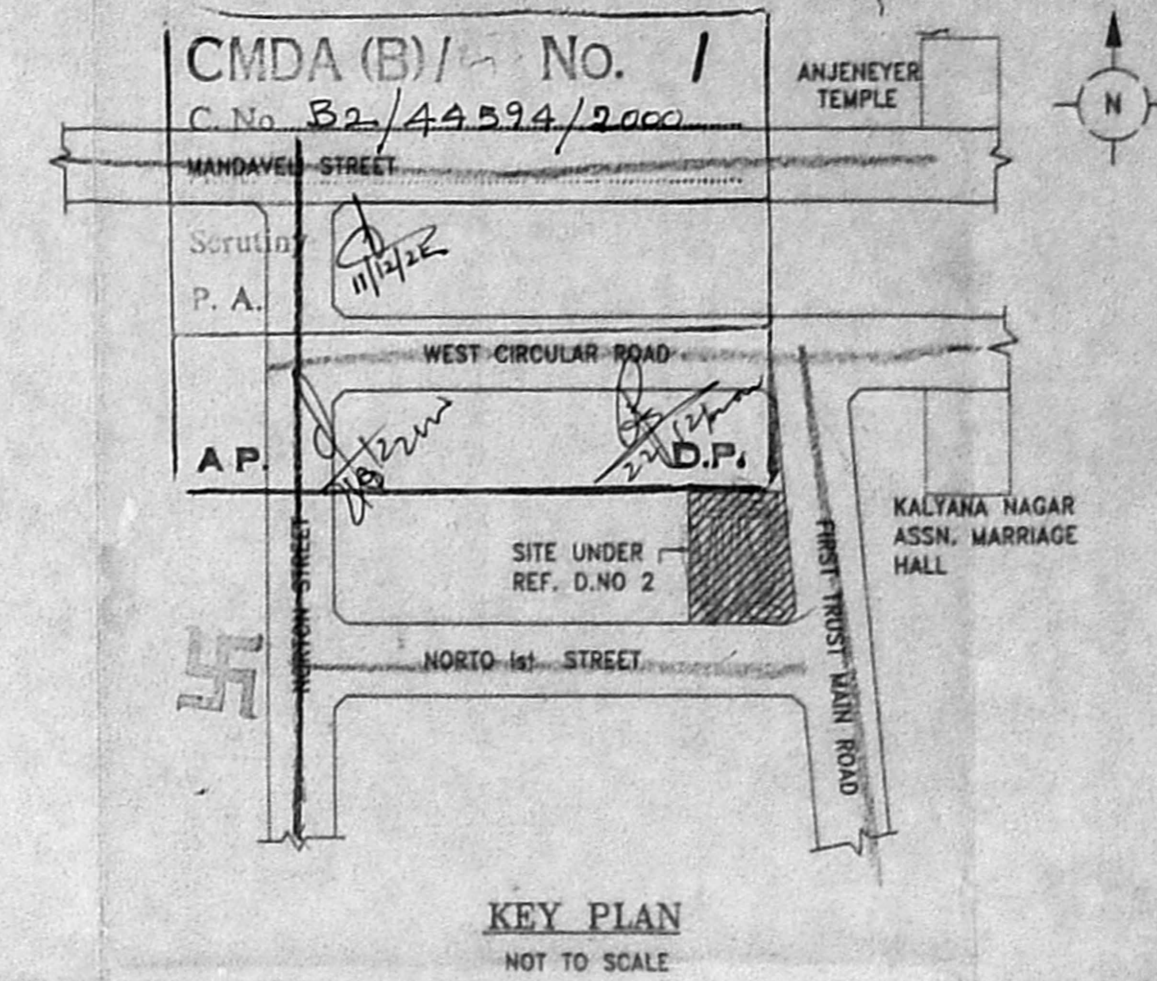 CMDA (B)/ No. 1
C. No. B2/44594/2000
ANJENEYER
TEMPLE
N
MANDAVELI STREET
Scrutiny
P. A.
11/12/22
WEST CIRCULAR ROAD
A P.
D.P.
KALYANA NAGAR
ASSN. MARRIAGE
HALL
SITE UNDER
REF. D.NO 2
NORTON STREET
FIRST TRUST MAIN ROAD
NORTO 1st STREET
KEY PLAN
NOT TO SCALE